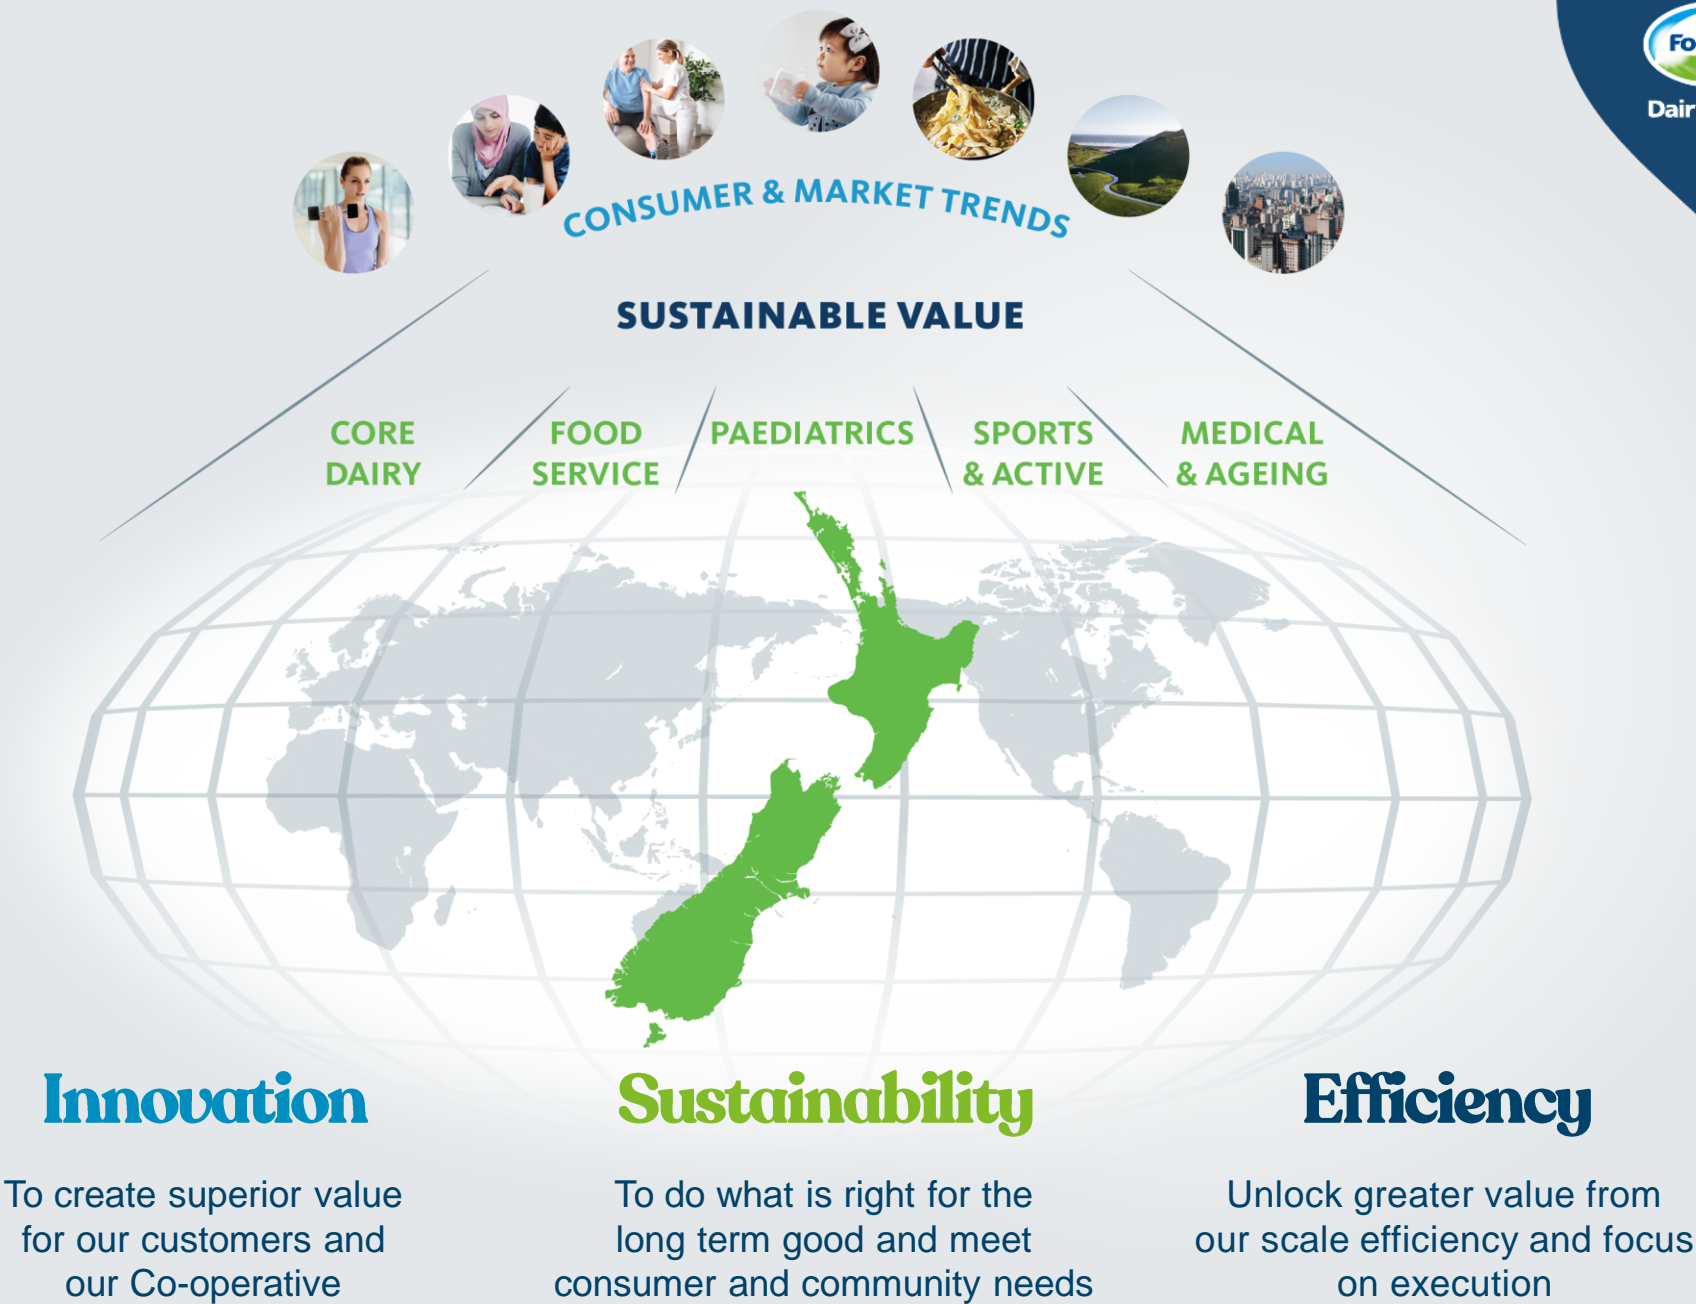 CONSUMER & MARKET TRENDS
SUSTAINABLE VALUE
CORE
DAIRY
FOOD
SERVICE
PAEDIATRICS
SPORTS
& ACTIVE
MEDICAL
& AGEING
Innovation
To create superior value
for our customers and
our Co-operative
Sustainability
To do what is right for the
long term good and meet
consumer and community needs
Efficiency
Unlock greater value from
our scale efficiency and focus
on execution